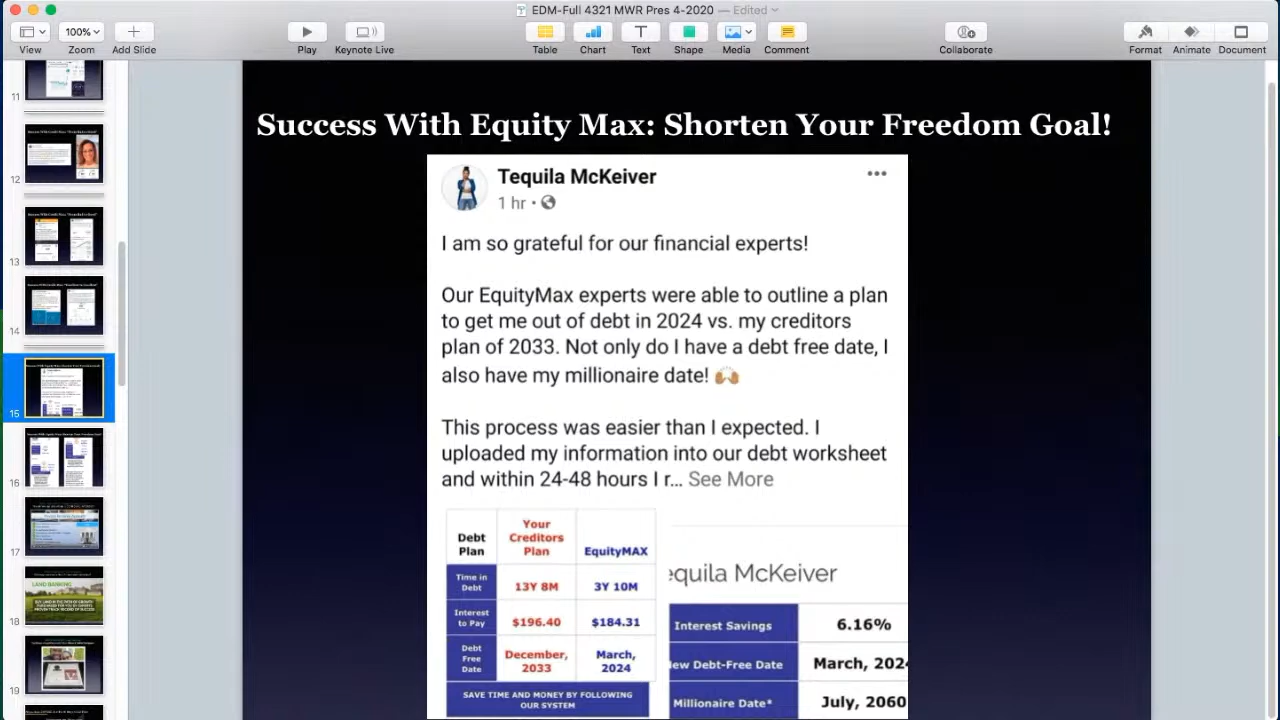 EDM-Full 4321 MWR Pres 4-2020 — Edited
100%
View
Zoom
Add Slide
Play
Keynote Live
Table
Chart
Text
Shape
Media
Comment
Collaborate
Format
Animate
Document
11
12
13
14
15
16
17
18
LAND BANKING
19
Success With Equity Max: Shorten Your Freedom Goal!
Tequila McKeiver
1 hr •
I am so grateful for our financial experts!
Our EquityMax experts were able to outline a plan
to get me out of debt in 2024 vs. my creditors
plan of 2033. Not only do I have a debt free date, I
also have my millionaire date! 🙌🏽
This process was easier than I expected. I
uploaded my information into our debt worksheet
and within 24-48 hours I r... See More
Debt Plan
Your Creditors Plan
EquityMAX
Time in Debt
13Y 8M
3Y 10M
Interest to Pay
$196.40
$184.31
Debt Free Date
December, 2033
March, 2024
SAVE TIME AND MONEY BY FOLLOWING
OUR SYSTEM
equila McKeiver
Interest Savings
6.16%
New Debt-Free Date
March, 2024
Millionaire Date*
July, 2060